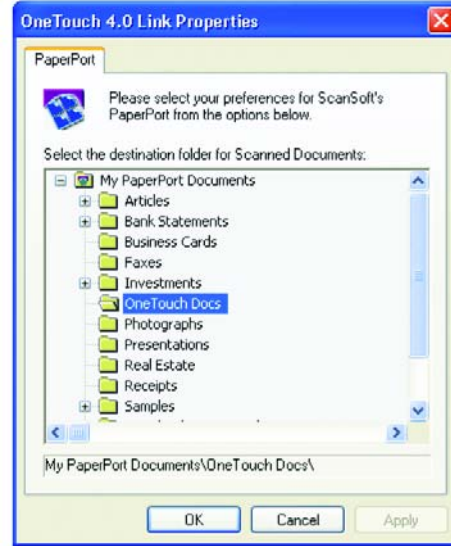 OneTouch 4.0 Link Properties
PaperPort
Please select your preferences for ScanSoft's
PaperPort from the options below.
Select the destination folder for Scanned Documents:
My PaperPort Documents
Articles
Bank Statements
Business Cards
Faxes
Investments
OneTouch Docs
Photographs
Presentations
Real Estate
Receipts
Samples
My PaperPort Documents\OneTouch Docs\
OK Cancel Apply